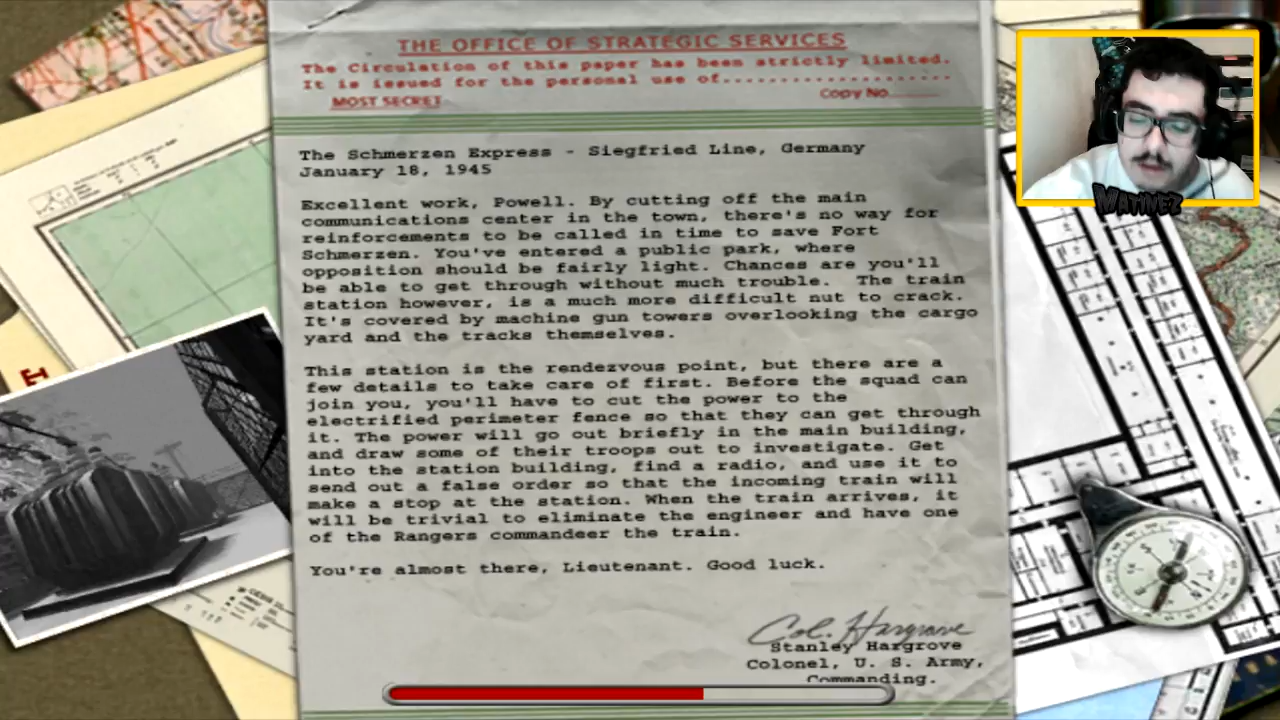 THE OFFICE OF STRATEGIC SERVICES
The Circulation of this paper has been strictly limited.
It is issued for the personal use of....................
MOST SECRET
Copy No.
The Schmerzen Express - Siegfried Line, Germany
January 18, 1945
Excellent work, Powell. By cutting off the main
communications center in the town, there's no way for
reinforcements to be called in time to save Fort
Schmerzen. You've entered a public park, where
opposition should be fairly light. Chances are you'll
be able to get through without much trouble. The train
station however, is a much more difficult nut to crack.
It's covered by machine gun towers overlooking the cargo
yard and the tracks themselves.
This station is the rendezvous point, but there are a
few details to take care of first. Before the squad can
join you, you'll have to cut the power to the
electrified perimeter fence so that they can get through
it. The power will go out briefly in the main building,
and draw some of their troops out to investigate. Get
into the station building, find a radio, and use it to
send out a false order so that the incoming train will
make a stop at the station. When the train arrives, it
will be trivial to eliminate the engineer and have one
of the Rangers commandeer the train.
You're almost there, Lieutenant. Good luck.
Col. Hargrove
Stanley Hargrove
Colonel, U. S. Army,
Commanding.
MATINEZ